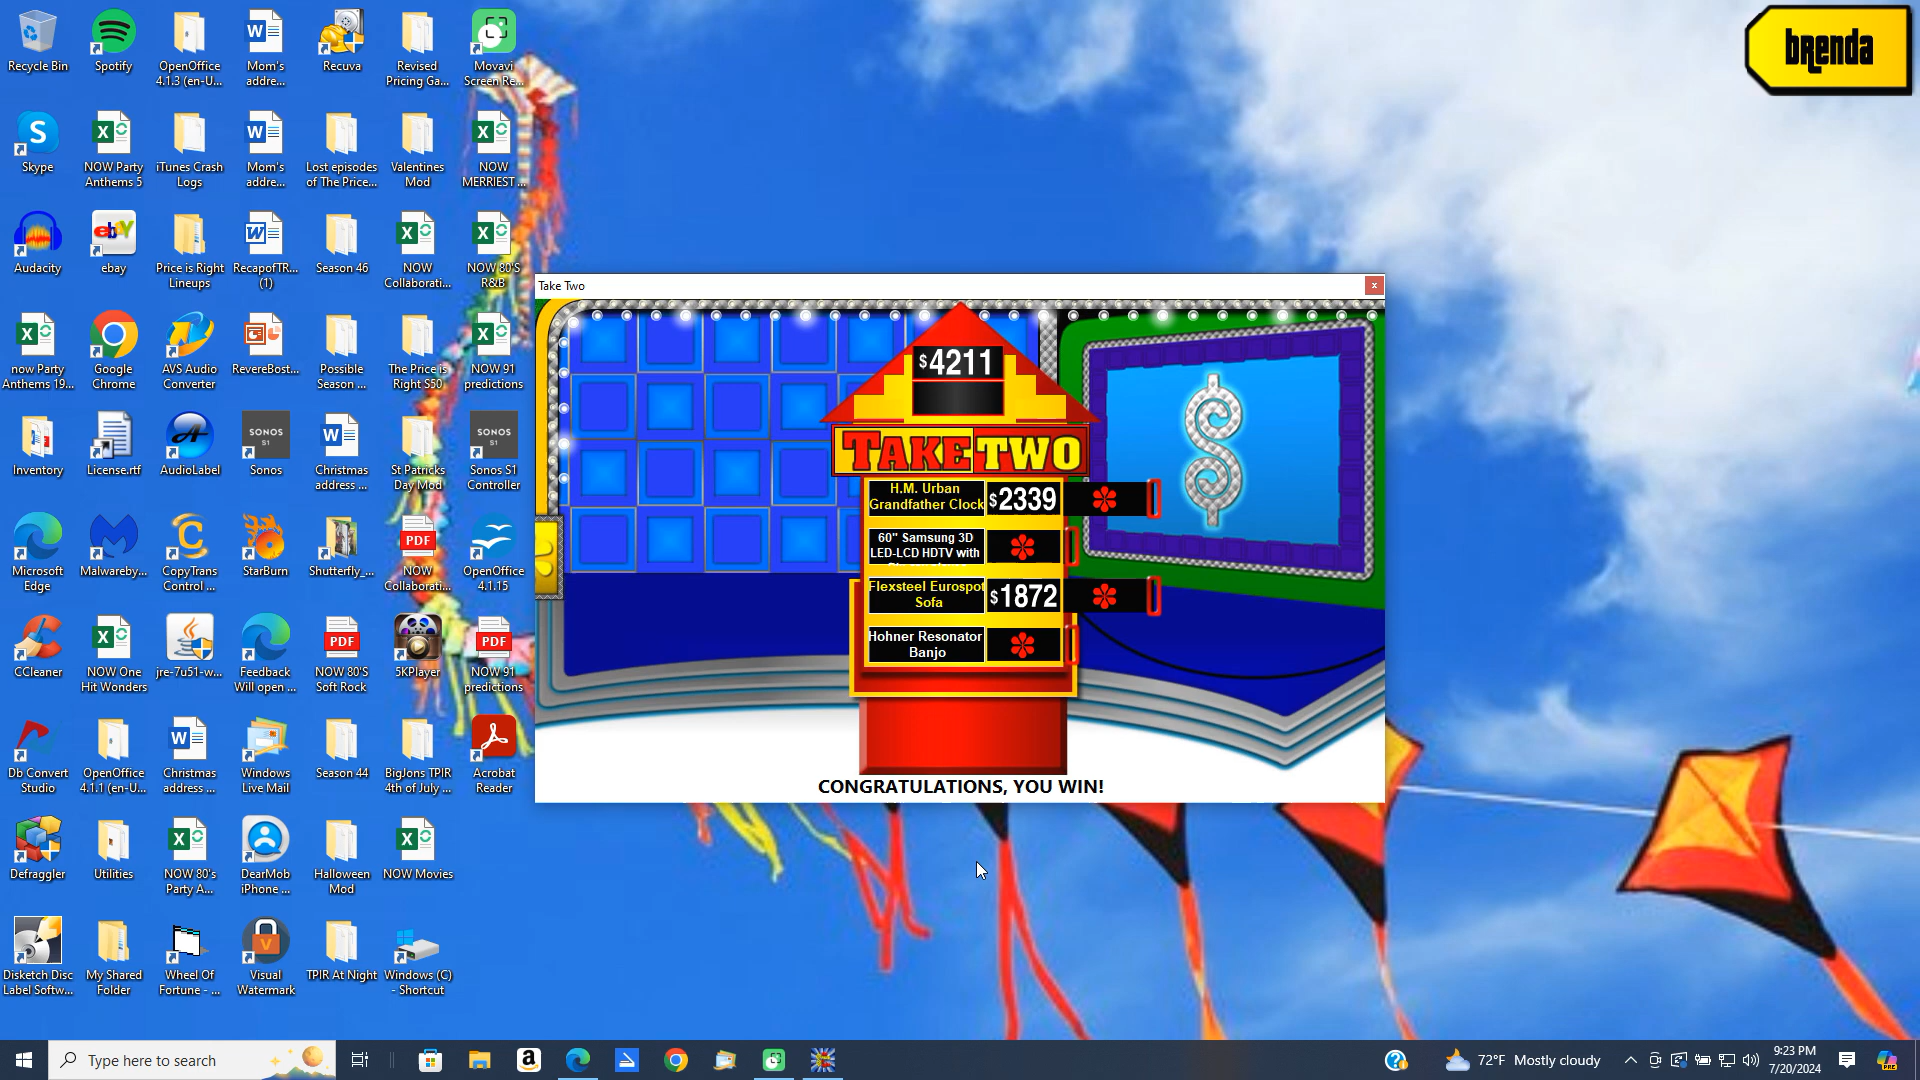 Recycle Bin
Spotify
OpenOffice
4.1.3 (en-U...
Mom's
addre...
Recuva
Revised
Pricing Ga...
Movavi
Screen Re...
brenda
Skype
NOW Party
Anthems 5
iTunes Crash
Logs
Mom's
addre...
Lost episodes
of The Price...
Valentines
Mod
NOW
MERRIEST ...
Audacity
ebay
Price is Right
Lineups
RecapofTR...
(1)
Season 46
NOW
Collaborati...
NOW 80'S
R&B
now Party
Anthems 19...
Google
Chrome
AVS Audio
Converter
RevereBost...
Possible
Season ...
The Price is
Right S50
NOW 91
predictions
Inventory
License.rtf
AudioLabel
SONOS
S1
Sonos
Christmas
address ...
St Patricks
Day Mod
SONOS
S1
Sonos S1
Controller
Microsoft
Edge
Malwareby...
CopyTrans
Control ...
StarBurn
Shutterfly_...
PDF
NOW
Collaborati...
OpenOffice
4.1.15
CCleaner
NOW One
Hit Wonders
jre-7u51-w...
Feedback
Will open ...
PDF
NOW 80'S
Soft Rock
5KPlayer
PDF
NOW 91
predictions
Db Convert
Studio
OpenOffice
4.1.1 (en-U...
Christmas
address ...
Windows
Live Mail
Season 44
BigJons TPIR
4th of July ...
Acrobat
Reader
Defraggler
Utilities
NOW 80's
Party A...
DearMob
iPhone ...
Halloween
Mod
NOW Movies
Disketch Disc
Label Softw...
My Shared
Folder
Wheel Of
Fortune - ...
Visual
Watermark
TPIR At Night
Windows (C)
- Shortcut
Take Two
$4211
TAKE TWO
H.M. Urban
Grandfather Clock
$2339
60" Samsung 3D
LED-LCD HDTV with
Flexsteel Eurospot
Sofa
$1872
Hohner Resonator
Banjo
CONGRATULATIONS, YOU WIN!
Type here to search
72°F Mostly cloudy
9:23 PM
7/20/2024